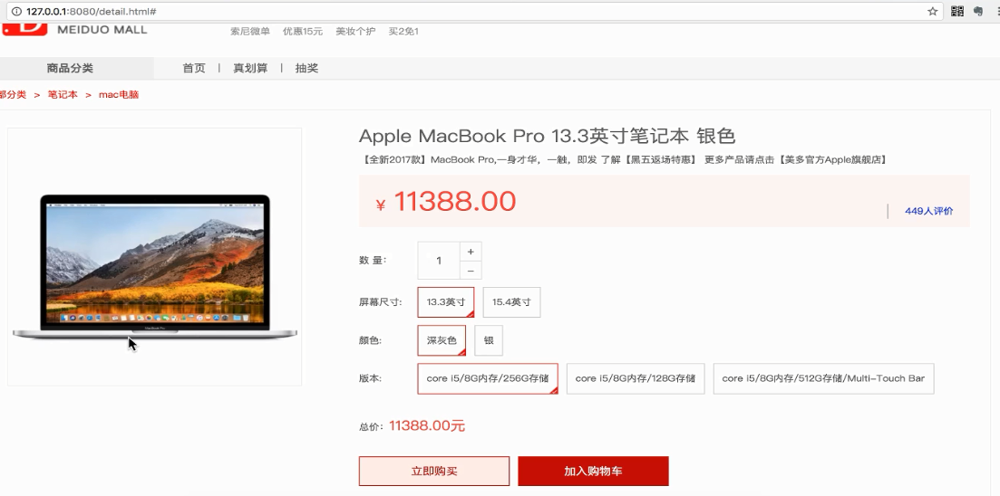 127.0.0.1:8080/detail.html#
MEIDUO MALL
索尼微单 优惠15元 美妆个护 买2免1
商品分类 首页 | 真划算 | 抽奖
部分类 > 笔记本 > mac电脑
Apple MacBook Pro 13.3英寸笔记本 银色
【全新2017款】MacBook Pro,一身才华，一触，即发 了解【黑五返场特惠】 更多产品请点击【美多官方Apple旗舰店】
¥ 11388.00
449人评价
数 量： 1 + −
屏幕尺寸: 13.3英寸 15.4英寸
颜色: 深灰色 银
版本: core i5/8G内存/256G存储 core i5/8G内存/128G存储 core i5/8G内存/512G存储/Multi-Touch Bar
总价：11388.00元
立即购买 加入购物车